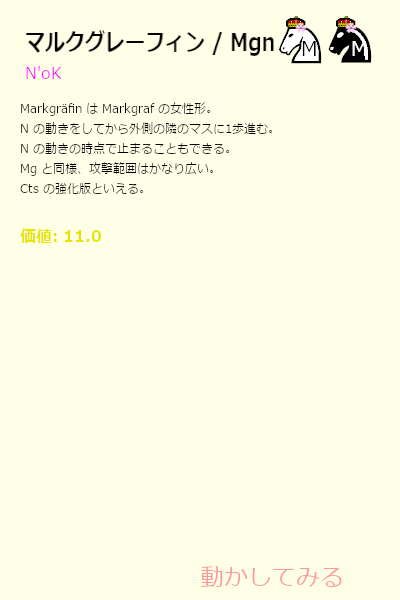 マルクグレーフィン / Mgn
M
M
N'oK
Markgräfin は Markgraf の女性形。
N の動きをしてから外側の隣のマスに1歩進む。
N の動きの時点で止まることもできる。
Mg と同様、攻撃範囲はかなり広い。
Cts の強化版といえる。
価値: 11.0
動かしてみる